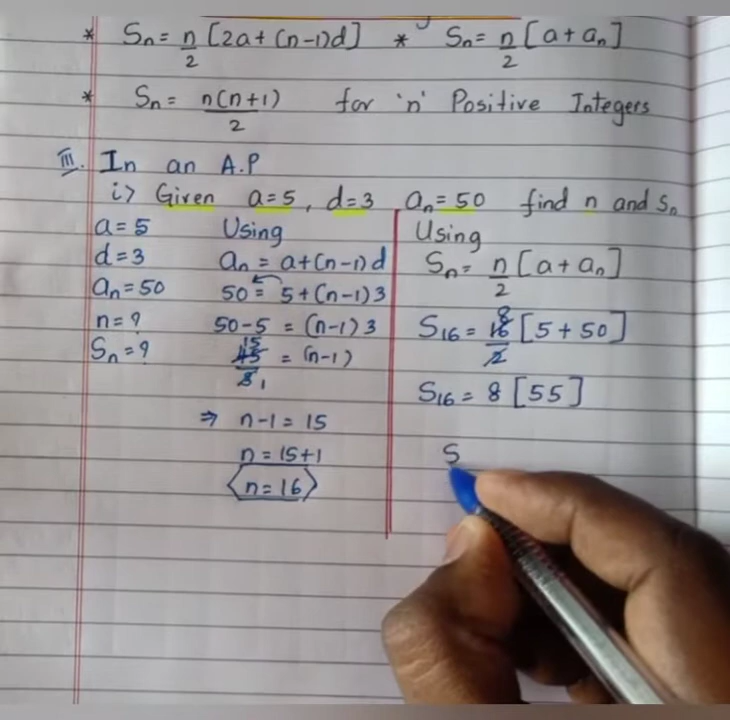 * Sn = n/2 [2a + (n-1)d] * Sn = n/2 [a + an]
* Sn = n(n+1)/2 for 'n' Positive Integers
III. In an A.P
i> Given a=5, d=3 an=50 find n and Sn
a=5
d=3
an=50
n=?
Sn=?
Using
an = a+(n-1)d
50 = 5+(n-1)3
50-5 = (n-1)3
15
45/3 = (n-1)
1
⇒ n-1=15
n=15+1
n=16
Using
Sn = n/2 [a+an]
8
S16 = 16/2 [5+50]
S16 = 8 [55]
S